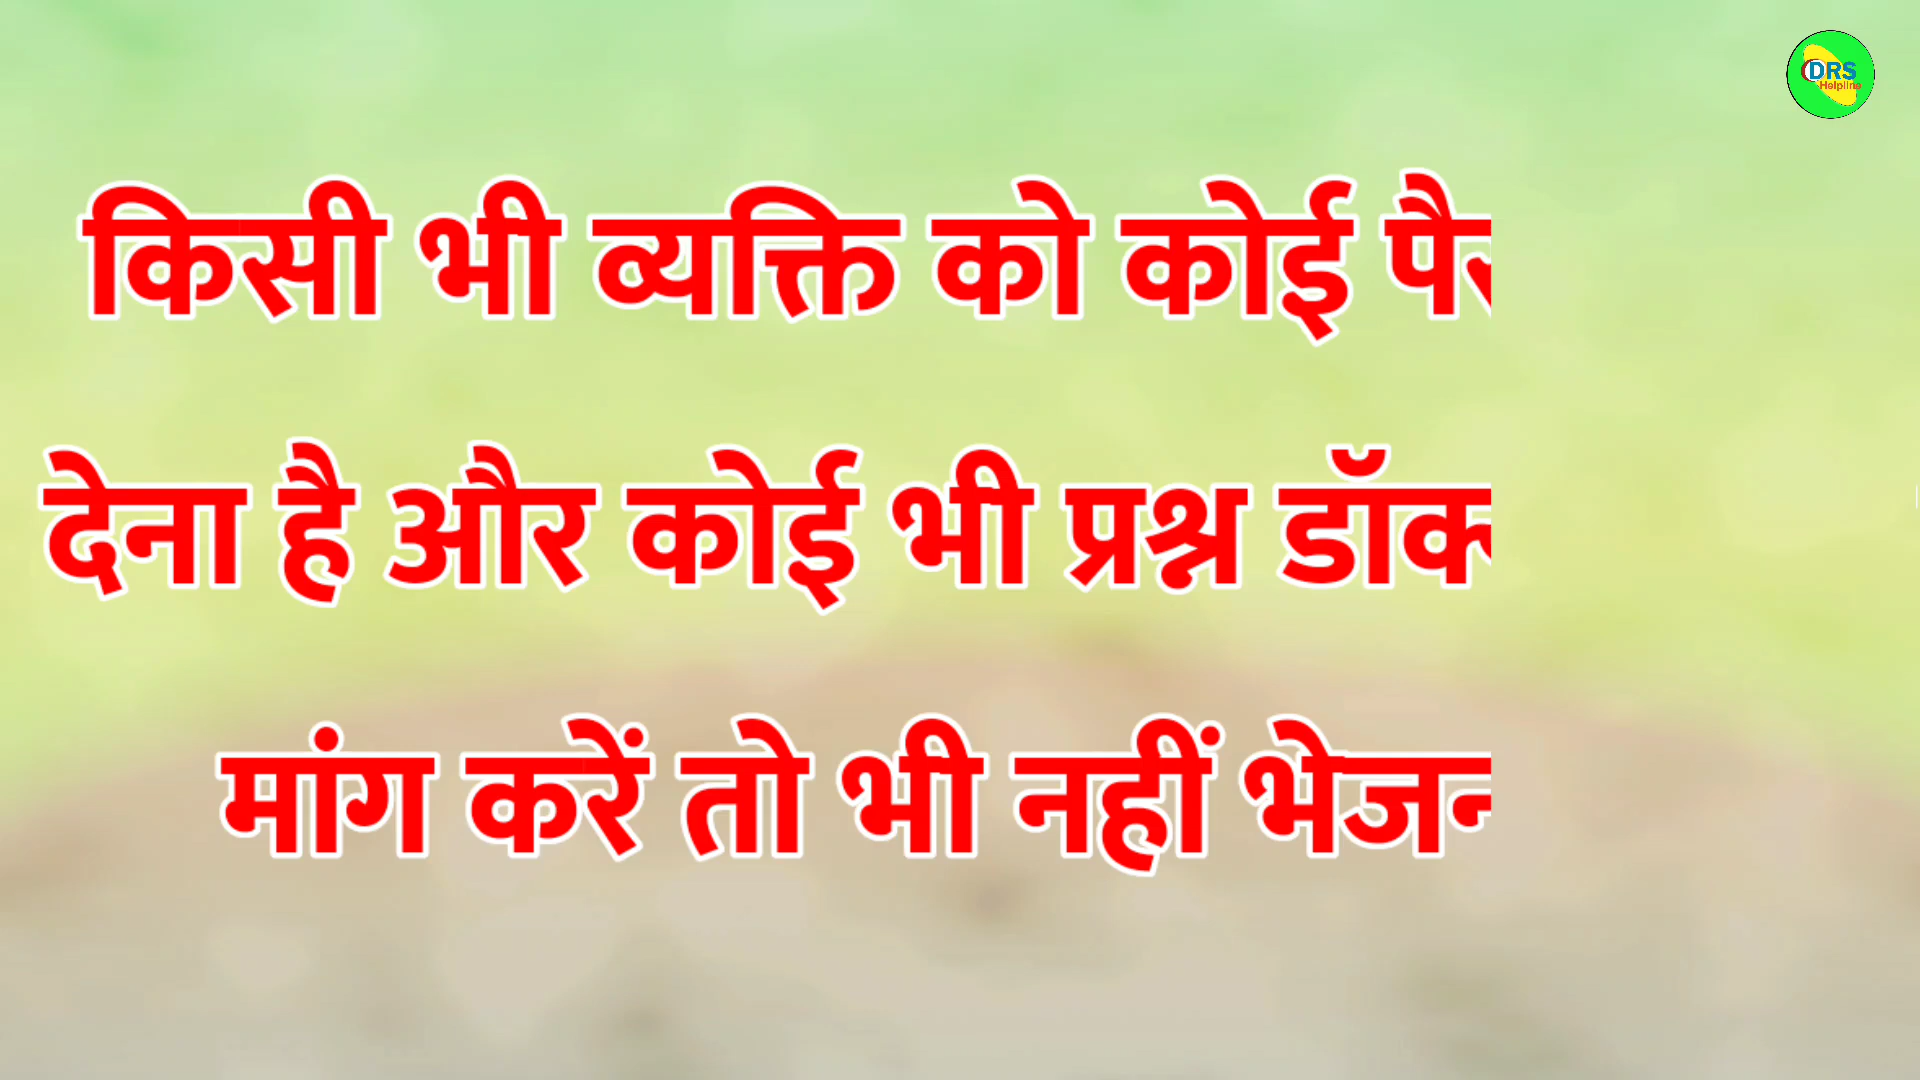 DRS
Helpline
किसी भी व्यक्ति को कोई
देना है और कोई भी प्रश्न
मांग करें तो भी नहीं